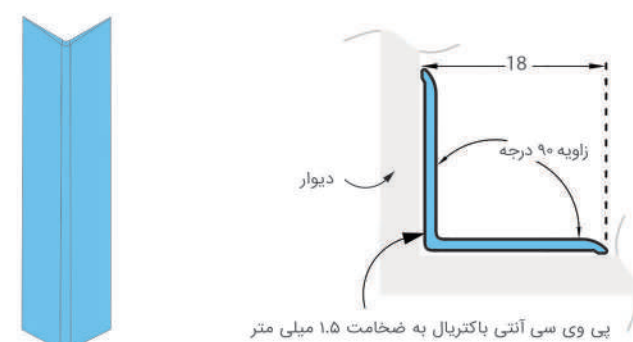 18
زاویه ۹۰ درجه
دیوار
پی وی سی آنتی باکتریال به ضخامت ۱.۵ میلی متر